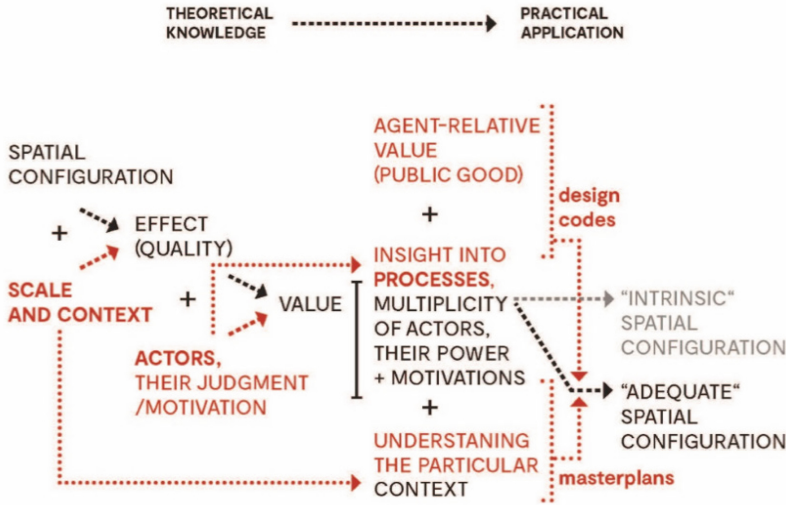 THEORETICAL
KNOWLEDGE
PRACTICAL
APPLICATION
SPATIAL
CONFIGURATION
+
EFFECT
(QUALITY)
SCALE
AND CONTEXT
+
VALUE
ACTORS,
THEIR JUDGMENT
/MOTIVATION
AGENT-RELATIVE
VALUE
(PUBLIC GOOD)
+
INSIGHT INTO
PROCESSES,
MULTIPLICITY
OF ACTORS,
THEIR POWER
+ MOTIVATIONS
+
UNDERSTANING
THE PARTICULAR
CONTEXT
design
codes
"INTRINSIC"
SPATIAL
CONFIGURATION
"ADEQUATE"
SPATIAL
CONFIGURATION
masterplans